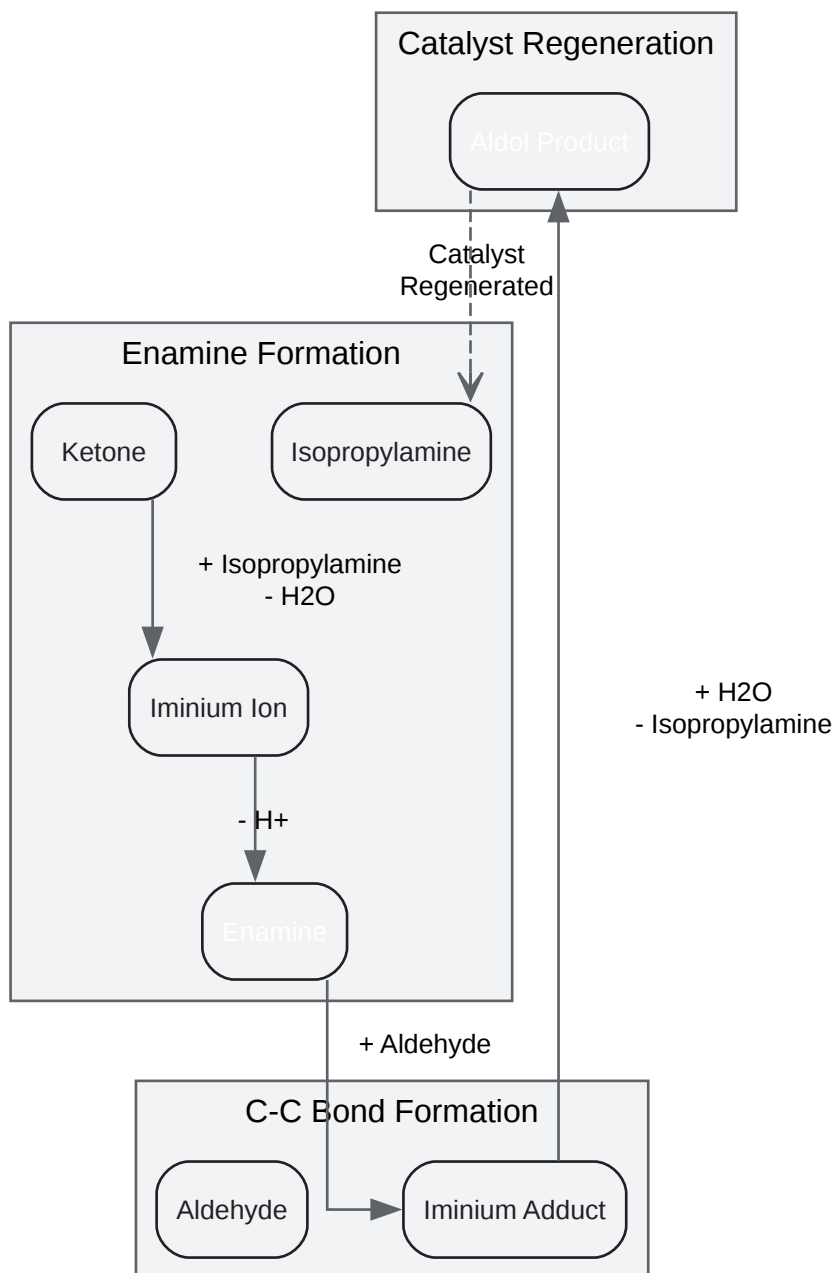 Catalyst Regeneration
Aldol Product
Catalyst
Regenerated
Enamine Formation
Ketone
Isopropylamine
+ Isopropylamine
- H2O
Iminium Ion
+ H2O
- Isopropylamine
- H+
Enamine
+ Aldehyde
C-C Bond Formation
Aldehyde
Iminium Adduct